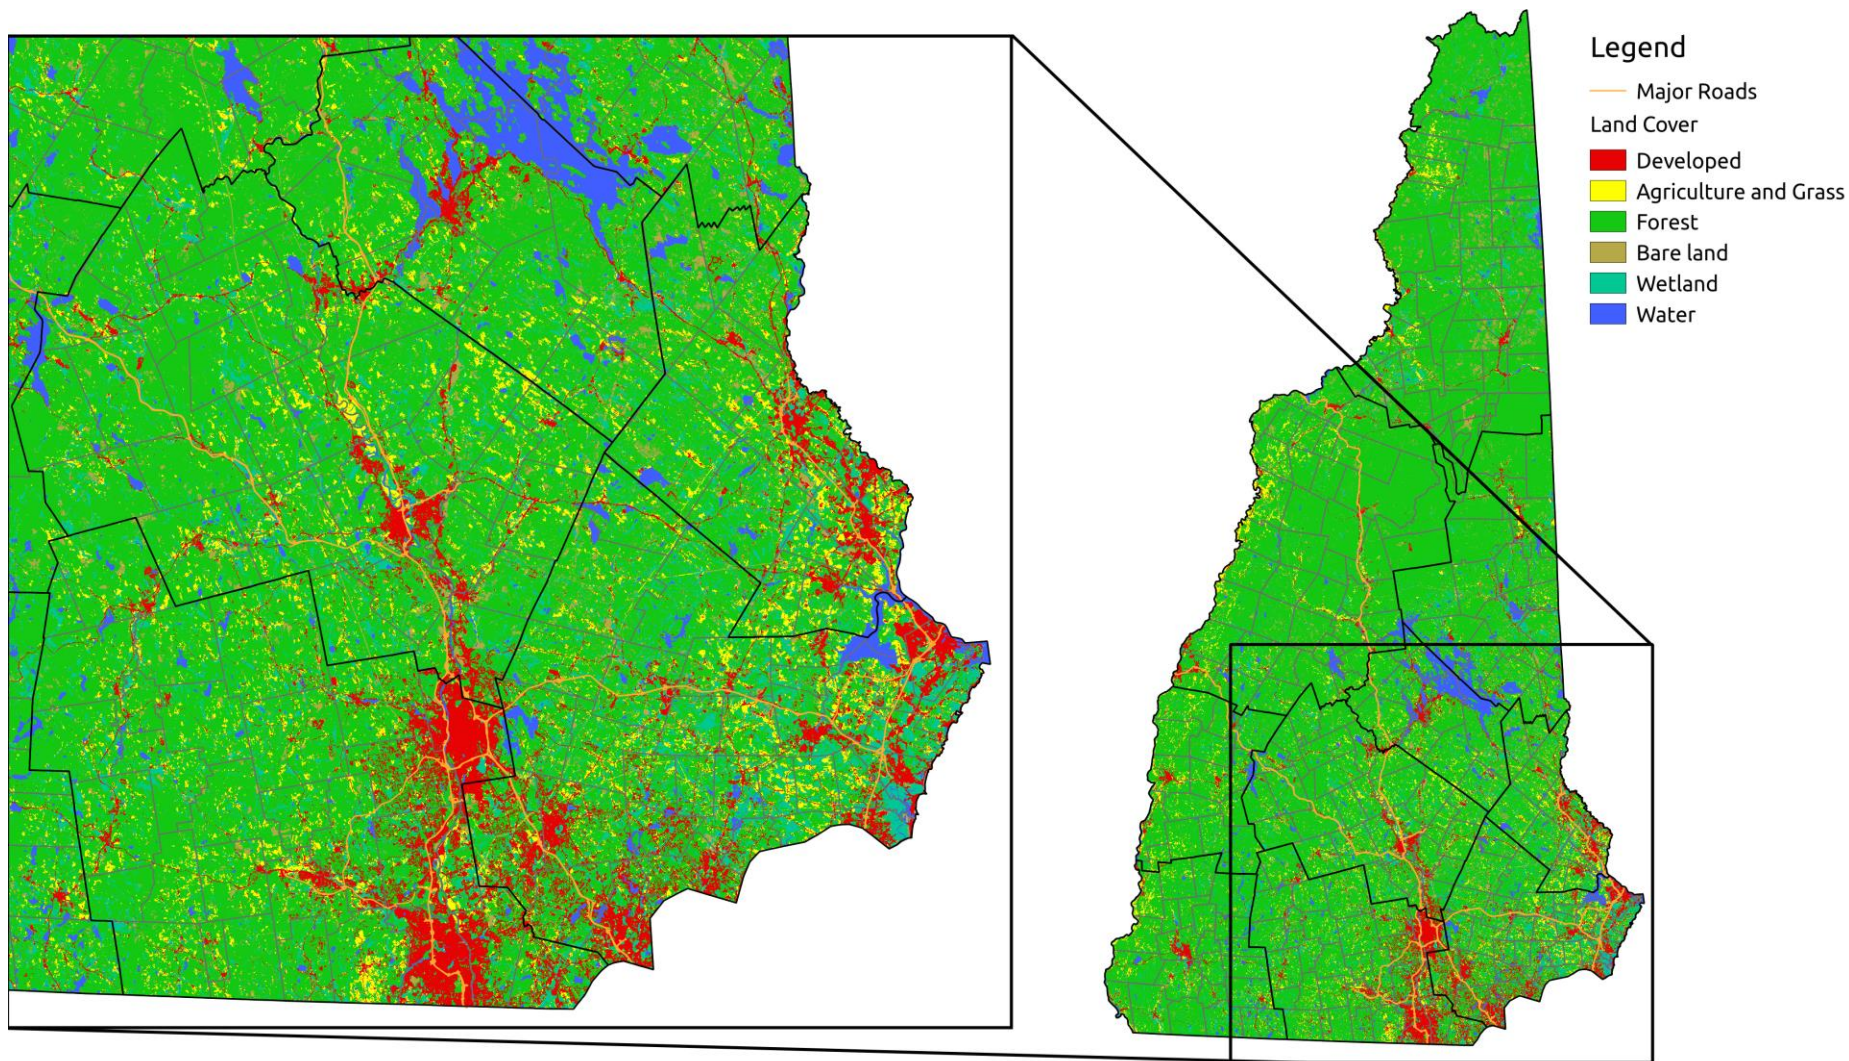 Legend
Major Roads
Land Cover
Developed
Agriculture and Grass
Forest
Bare land
Wetland
Water